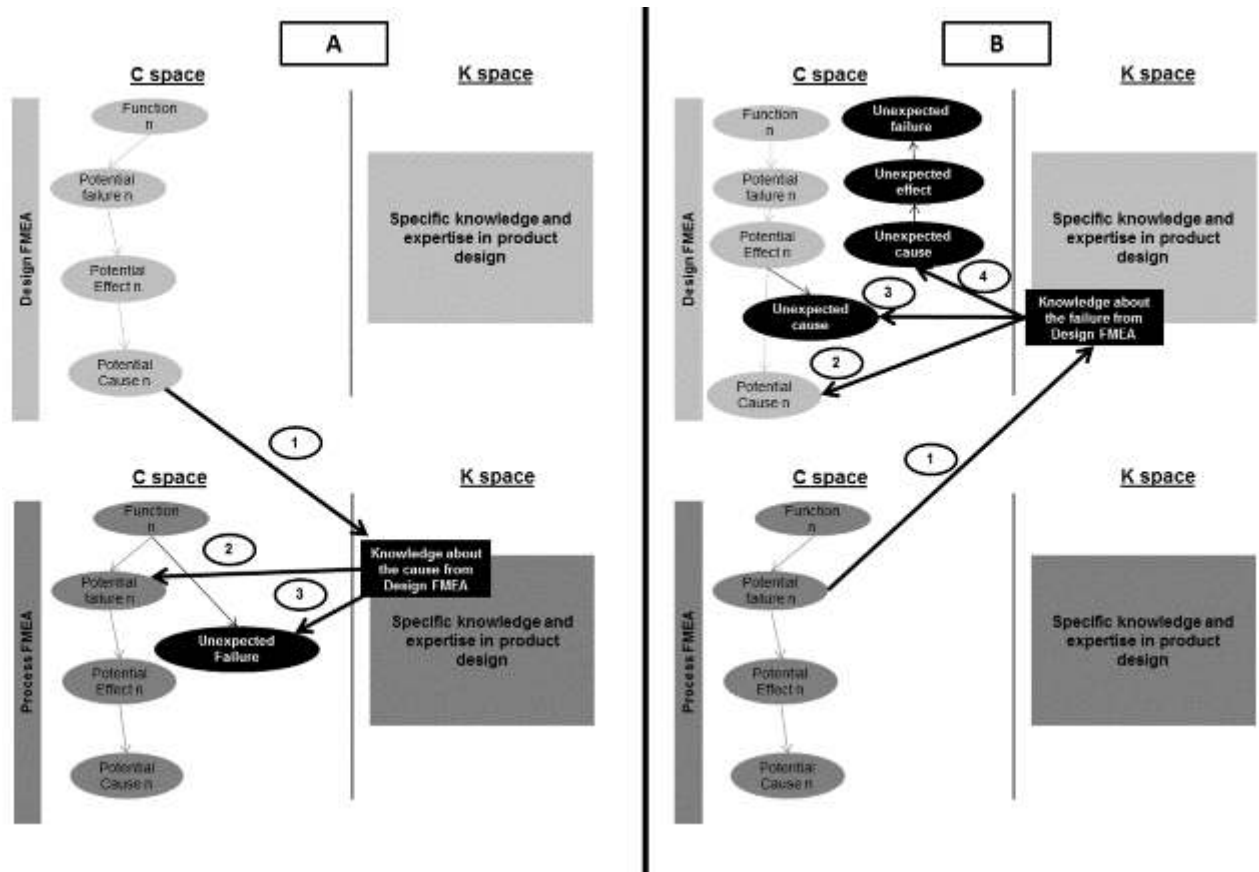 A
C space
K space
Design FMEA
Function
n
Potential
failure n
Potential
Effect n
Potential
Cause n
Specific knowledge and
expertise in product
design
1
C space
K space
Process FMEA
Function
n
2
Knowledge about
the cause from
Design FMEA
Potential
failure n
3
Unexpected
Failure
Specific knowledge and
expertise in product
design
Potential
Effect n
Potential
Cause n
B
C space
K space
Design FMEA
Function
n
Unexpected
failure
Potential
failure n
Unexpected
effect
Potential
Effect n
Unexpected
cause
Specific knowledge and
expertise in product
design
4
3
Unexpected
cause
Knowledge about
the failure from
Design FMEA
2
Potential
Cause n
1
C space
K space
Process FMEA
Function
n
Potential
failure n
Specific knowledge and
expertise in product
design
Potential
Effect n
Potential
Cause n